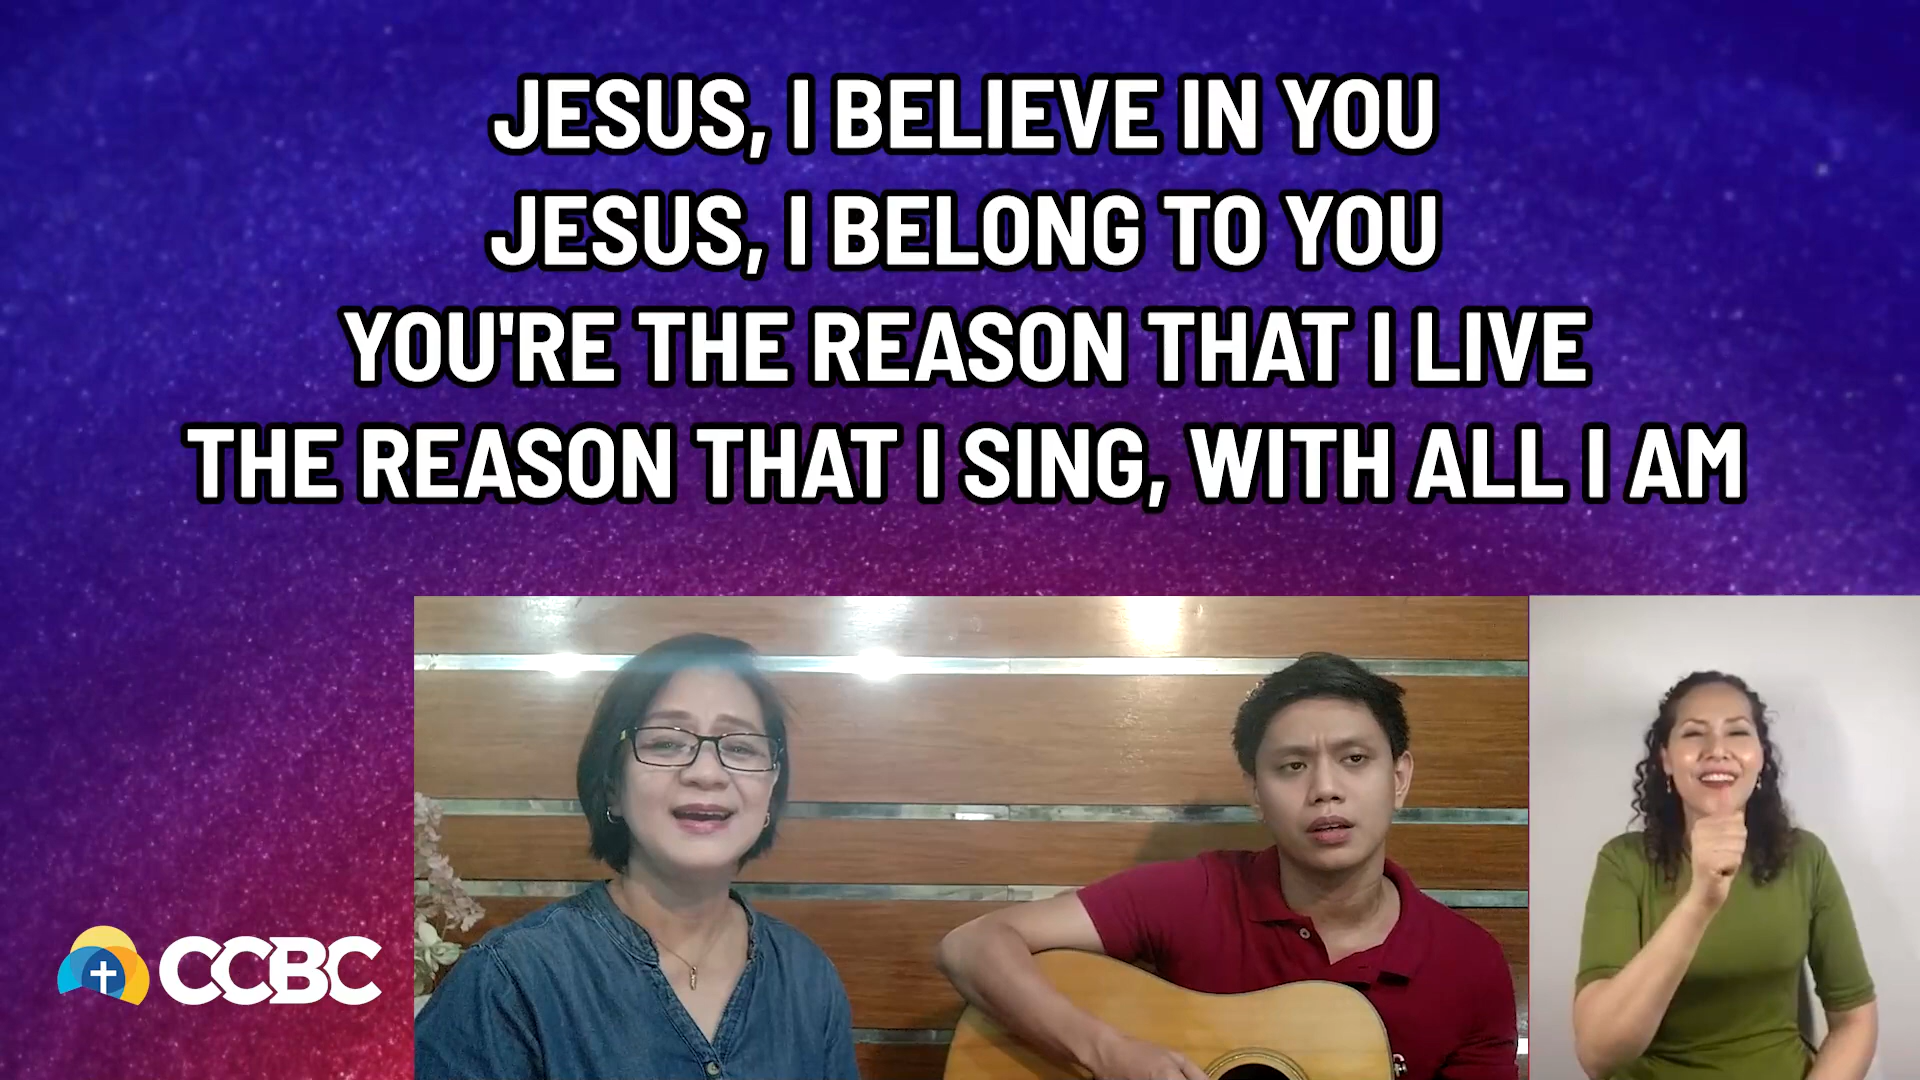 JESUS, I BELIEVE IN YOU
JESUS, I BELONG TO YOU
YOU'RE THE REASON THAT I LIVE
THE REASON THAT I SING, WITH ALL I AM
CCBC